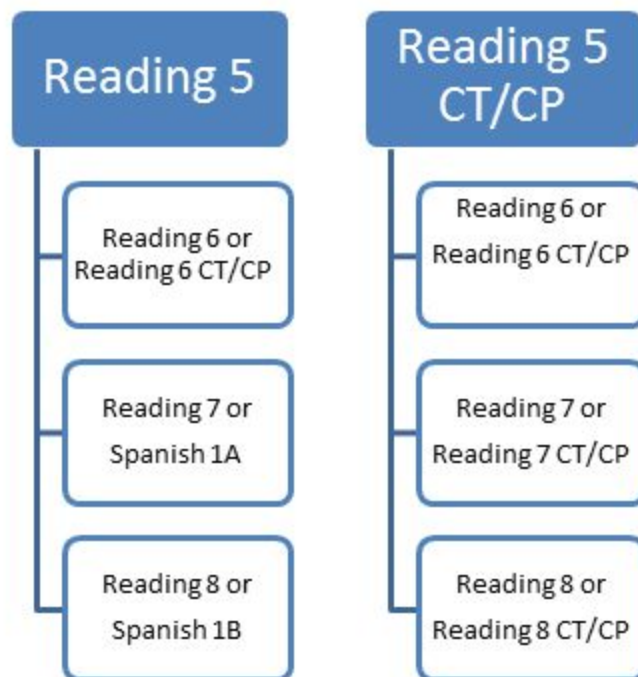 Reading 5
Reading 6 or
Reading 6 CT/CP
Reading 7 or
Spanish 1A
Reading 8 or
Spanish 1B
Reading 5
CT/CP
Reading 6 or
Reading 6 CT/CP
Reading 7 or
Reading 7 CT/CP
Reading 8 or
Reading 8 CT/CP